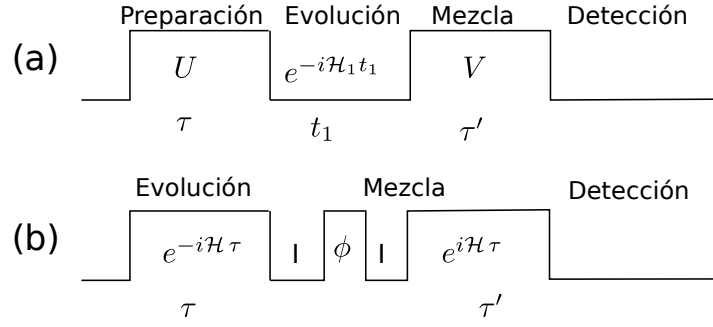 Preparación Evolución Mezcla Detección
(a) U e^{-i\mathcal{H}_1 t_1} V
τ t_1 τ'
Evolución Mezcla Detección
(b) e^{-i\mathcal{H}τ} I ϕ I e^{i\mathcal{H}τ}
τ τ'